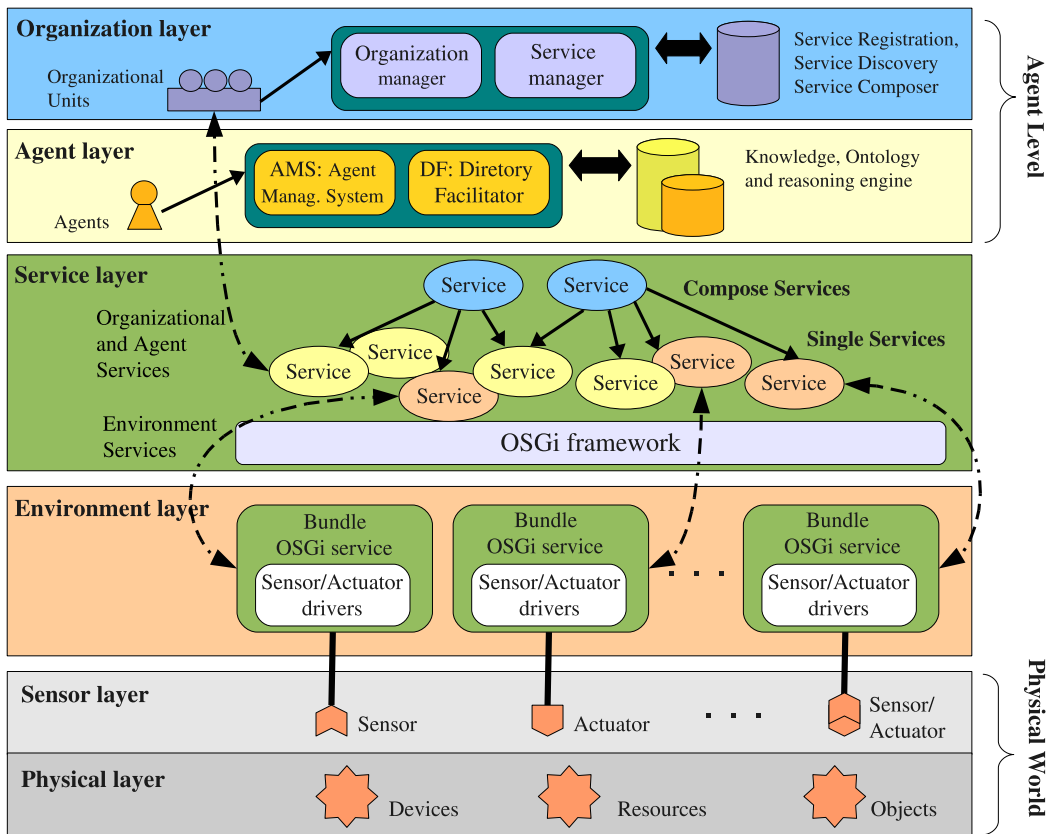 Organization layer
Organizational
Units
Organization
manager
Service
manager
Service Registration,
Service Discovery
Service Composer
Agent Level
Agent layer
Agents
AMS: Agent
Manag. System
DF: Diretory
Facilitator
Knowledge, Ontology
and reasoning engine
Service layer
Service
Service
Compose Services
Organizational
and Agent
Services
Single Services
Service
Service
Service
Service
Service
Service
Service
Environment
Services
OSGi framework
Environment layer
Bundle
OSGi service
Sensor/Actuator
drivers
Bundle
OSGi service
Sensor/Actuator
drivers
. . .
Bundle
OSGi service
Sensor/Actuator
drivers
Sensor layer
Sensor
Actuator
. . .
Sensor/
Actuator
Physical World
Physical layer
Devices
Resources
Objects